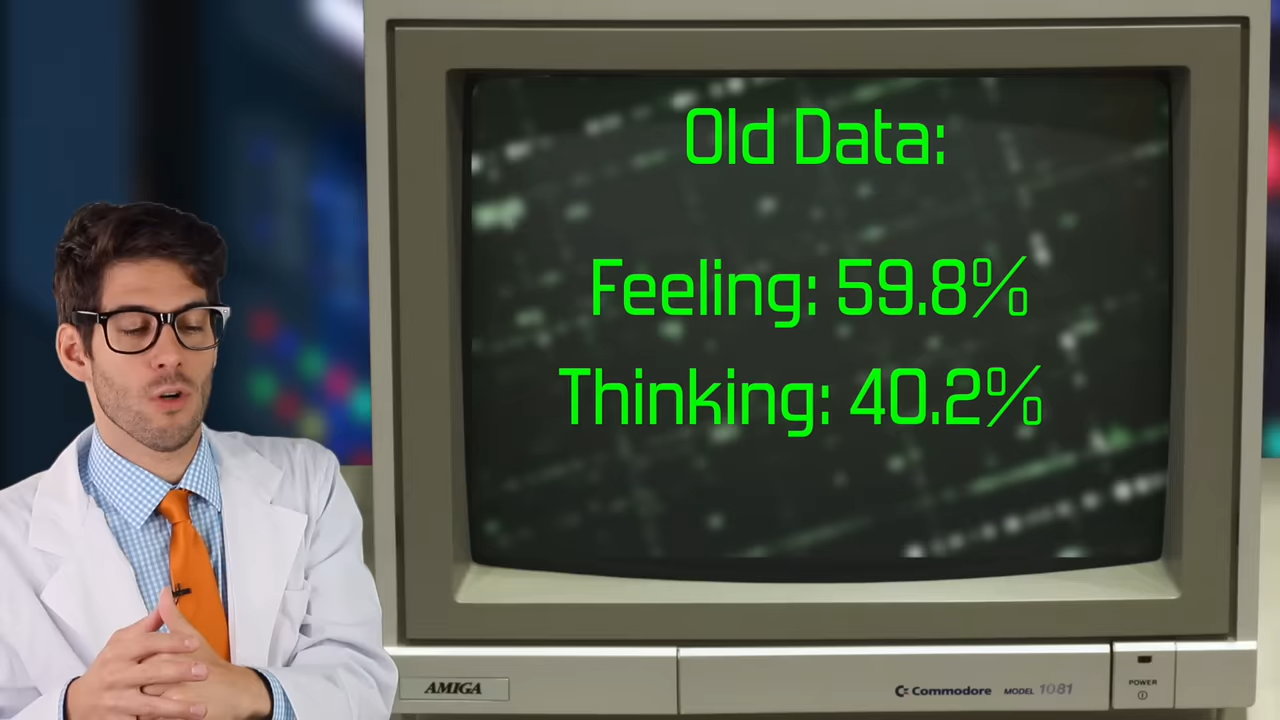 Old Data:
Feeling: 59.8%
Thinking: 40.2%
AMIGA
Commodore MODEL 1081
POWER